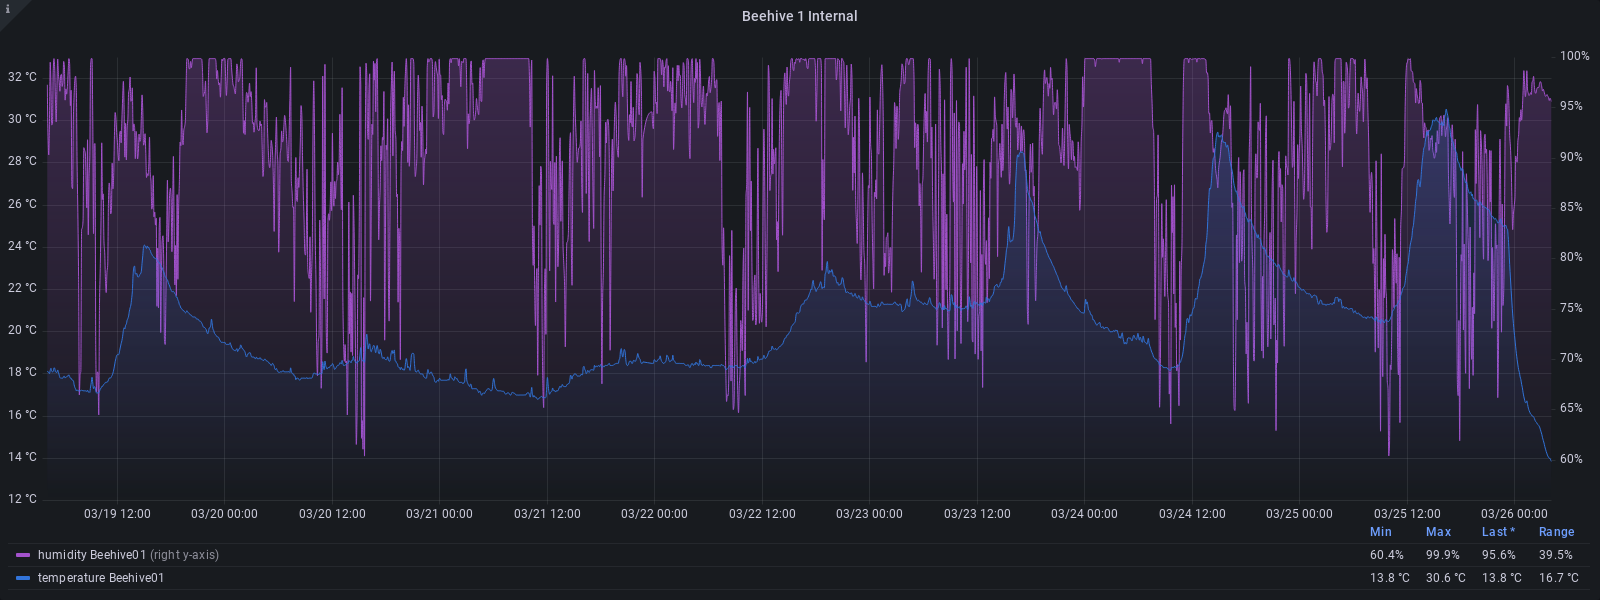 i
Beehive 1 Internal
100%
32 °C
95%
30 °C
90%
28 °C
85%
26 °C
80%
24 °C
22 °C
75%
20 °C
70%
18 °C
65%
16 °C
60%
14 °C
12 °C
03/19 12:00 03/20 00:00 03/20 12:00 03/21 00:00 03/21 12:00 03/22 00:00 03/22 12:00 03/23 00:00 03/23 12:00 03/24 00:00 03/24 12:00 03/25 00:00 03/25 12:00 03/26 00:00
Min Max Last * Range
humidity Beehive01 (right y-axis) 60.4% 99.9% 95.6% 39.5%
temperature Beehive01 13.8 °C 30.6 °C 13.8 °C 16.7 °C